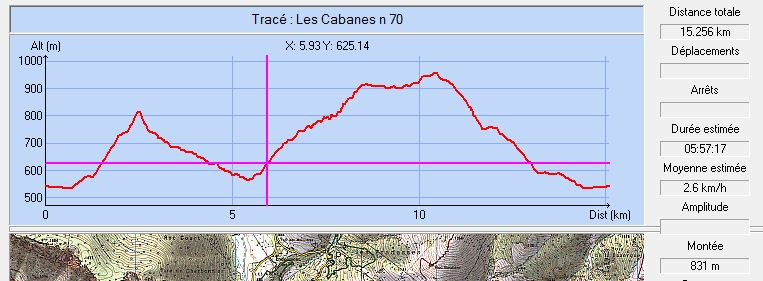 Tracé : Les Cabanes n 70
Alt (m)
X: 5.93 Y: 625.14
1000
900
800
700
600
500
0
5
10
Dist (km)
Distance totale
15.256 km
Déplacements
Arrêts
Durée estimée
05:57:17
Moyenne estimée
2.6 km/h
Amplitude
Montée
831 m